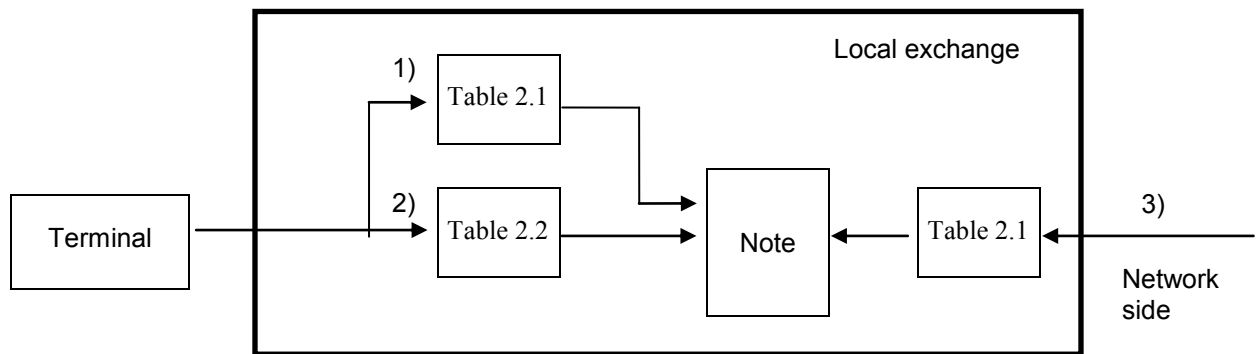 Local exchange
1)
Table 2.1
Terminal
2)
Table 2.2
Note
Table 2.1
3)
Network
side